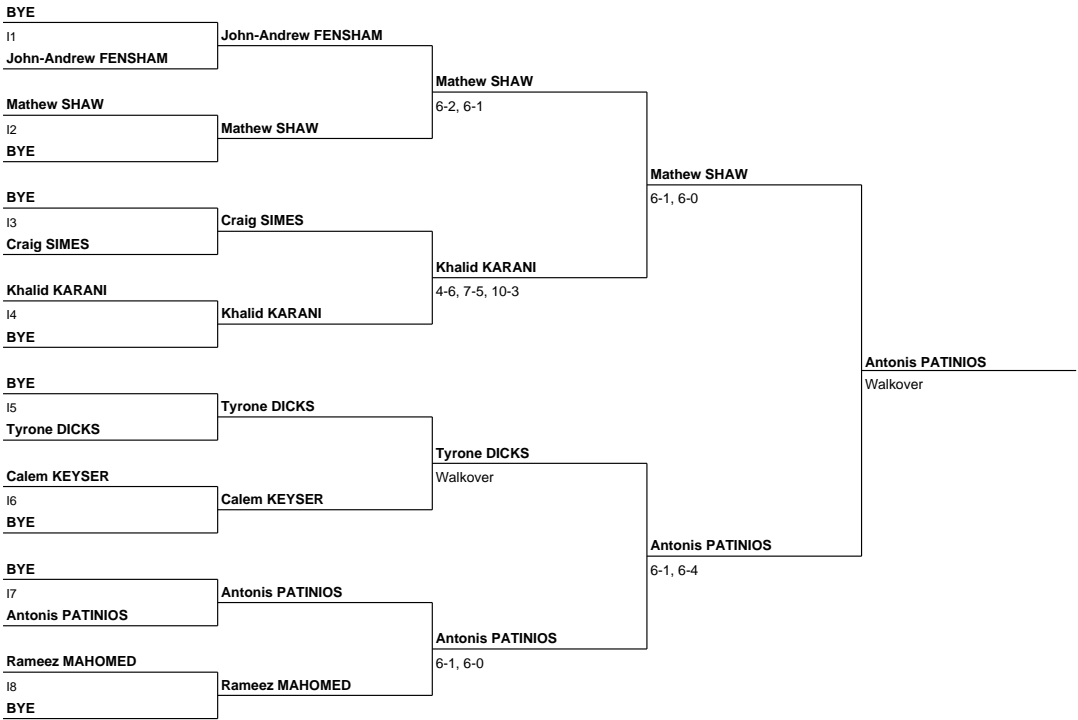 BYE
I1
John-Andrew FENSHAM
Mathew SHAW
I2
BYE
BYE
I3
Craig SIMES
Khalid KARANI
I4
BYE
BYE
I5
Tyrone DICKS
Calem KEYSER
I6
BYE
BYE
I7
Antonis PATINIOS
Rameez MAHOMED
I8
BYE
John-Andrew FENSHAM
Mathew SHAW
Craig SIMES
Khalid KARANI
Tyrone DICKS
Calem KEYSER
Antonis PATINIOS
Rameez MAHOMED
Mathew SHAW
6-2, 6-1
Khalid KARANI
4-6, 7-5, 10-3
Tyrone DICKS
Walkover
Antonis PATINIOS
6-1, 6-0
Mathew SHAW
6-1, 6-0
Antonis PATINIOS
6-1, 6-4
Antonis PATINIOS
Walkover